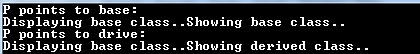 P points to base:
Displaying base class..Showing base class..
P points to drive:
Displaying base class..Showing derived class..